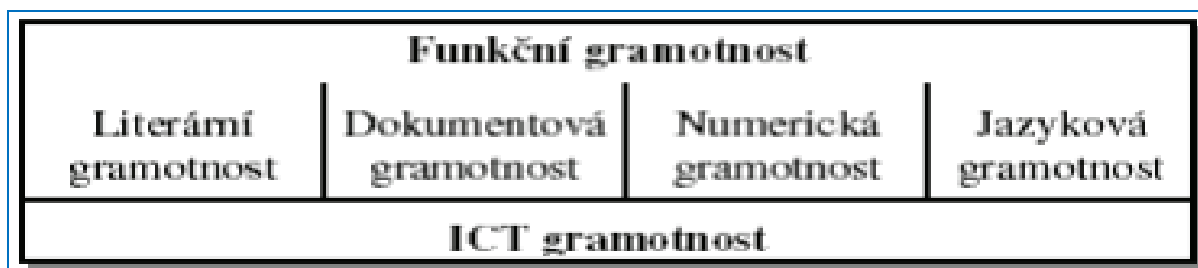 Funkční gramotnost
Literární gramotnost
Dokumentová gramotnost
Numerická gramotnost
Jazyková gramotnost
ICT gramotnost